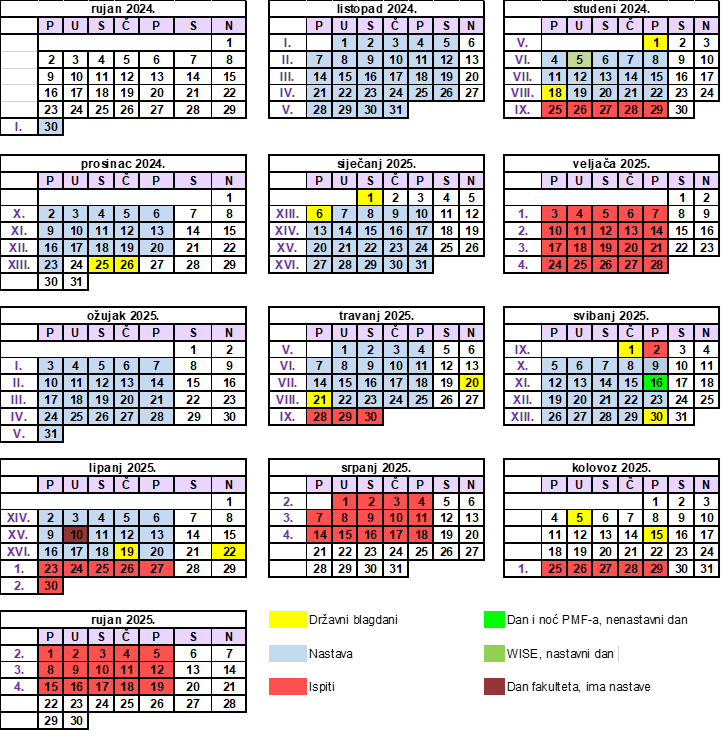 rujan 2024.
P U S Č P S N
1
2 3 4 5 6 7 8
9 10 11 12 13 14 15
16 17 18 19 20 21 22
23 24 25 26 27 28 29
I. 30
listopad 2024.
P U S Č P S N
I. 1 2 3 4 5 6
II. 7 8 9 10 11 12 13
III. 14 15 16 17 18 19 20
IV. 21 22 23 24 25 26 27
V. 28 29 30 31
studeni 2024.
P U S Č P S N
V. 1 2 3
VI. 4 5 6 7 8 9 10
VII. 11 12 13 14 15 16 17
VIII. 18 19 20 21 22 23 24
IX. 25 26 27 28 29 30
prosinac 2024.
P U S Č P S N
1
X. 2 3 4 5 6 7 8
XI. 9 10 11 12 13 14 15
XII. 16 17 18 19 20 21 22
XIII. 23 24 25 26 27 28 29
30 31
siječanj 2025.
P U S Č P S N
1 2 3 4 5
XIII. 6 7 8 9 10 11 12
XIV. 13 14 15 16 17 18 19
XV. 20 21 22 23 24 25 26
XVI. 27 28 29 30 31
veljača 2025.
P U S Č P S N
1 2
1. 3 4 5 6 7 8 9
2. 10 11 12 13 14 15 16
3. 17 18 19 20 21 22 23
4. 24 25 26 27 28
ožujak 2025.
P U S Č P S N
1 2
I. 3 4 5 6 7 8 9
II. 10 11 12 13 14 15 16
III. 17 18 19 20 21 22 23
IV. 24 25 26 27 28 29 30
V. 31
travanj 2025.
P U S Č P S N
V. 1 2 3 4 5 6
VI. 7 8 9 10 11 12 13
VII. 14 15 16 17 18 19 20
VIII. 21 22 23 24 25 26 27
IX. 28 29 30
svibanj 2025.
P U S Č P S N
IX. 1 2 3 4
X. 5 6 7 8 9 10 11
XI. 12 13 14 15 16 17 18
XII. 19 20 21 22 23 24 25
XIII. 26 27 28 29 30 31
lipanj 2025.
P U S Č P S N
1
XIV. 2 3 4 5 6 7 8
XV. 9 10 11 12 13 14 15
XVI. 16 17 18 19 20 21 22
1. 23 24 25 26 27 28 29
2. 30
srpanj 2025.
P U S Č P S N
2. 1 2 3 4 5 6
3. 7 8 9 10 11 12 13
4. 14 15 16 17 18 19 20
21 22 23 24 25 26 27
28 29 30 31
kolovoz 2025.
P U S Č P S N
1 2 3
4 5 6 7 8 9 10
11 12 13 14 15 16 17
18 19 20 21 22 23 24
1. 25 26 27 28 29 30 31
rujan 2025.
P U S Č P S N
2. 1 2 3 4 5 6 7
3. 8 9 10 11 12 13 14
4. 15 16 17 18 19 20 21
22 23 24 25 26 27 28
29 30
Državni blagdani
Nastava
Ispiti
Dan i noć PMF-a, nenastavni dan
WISE, nastavni dan
Dan fakulteta, ima nastave